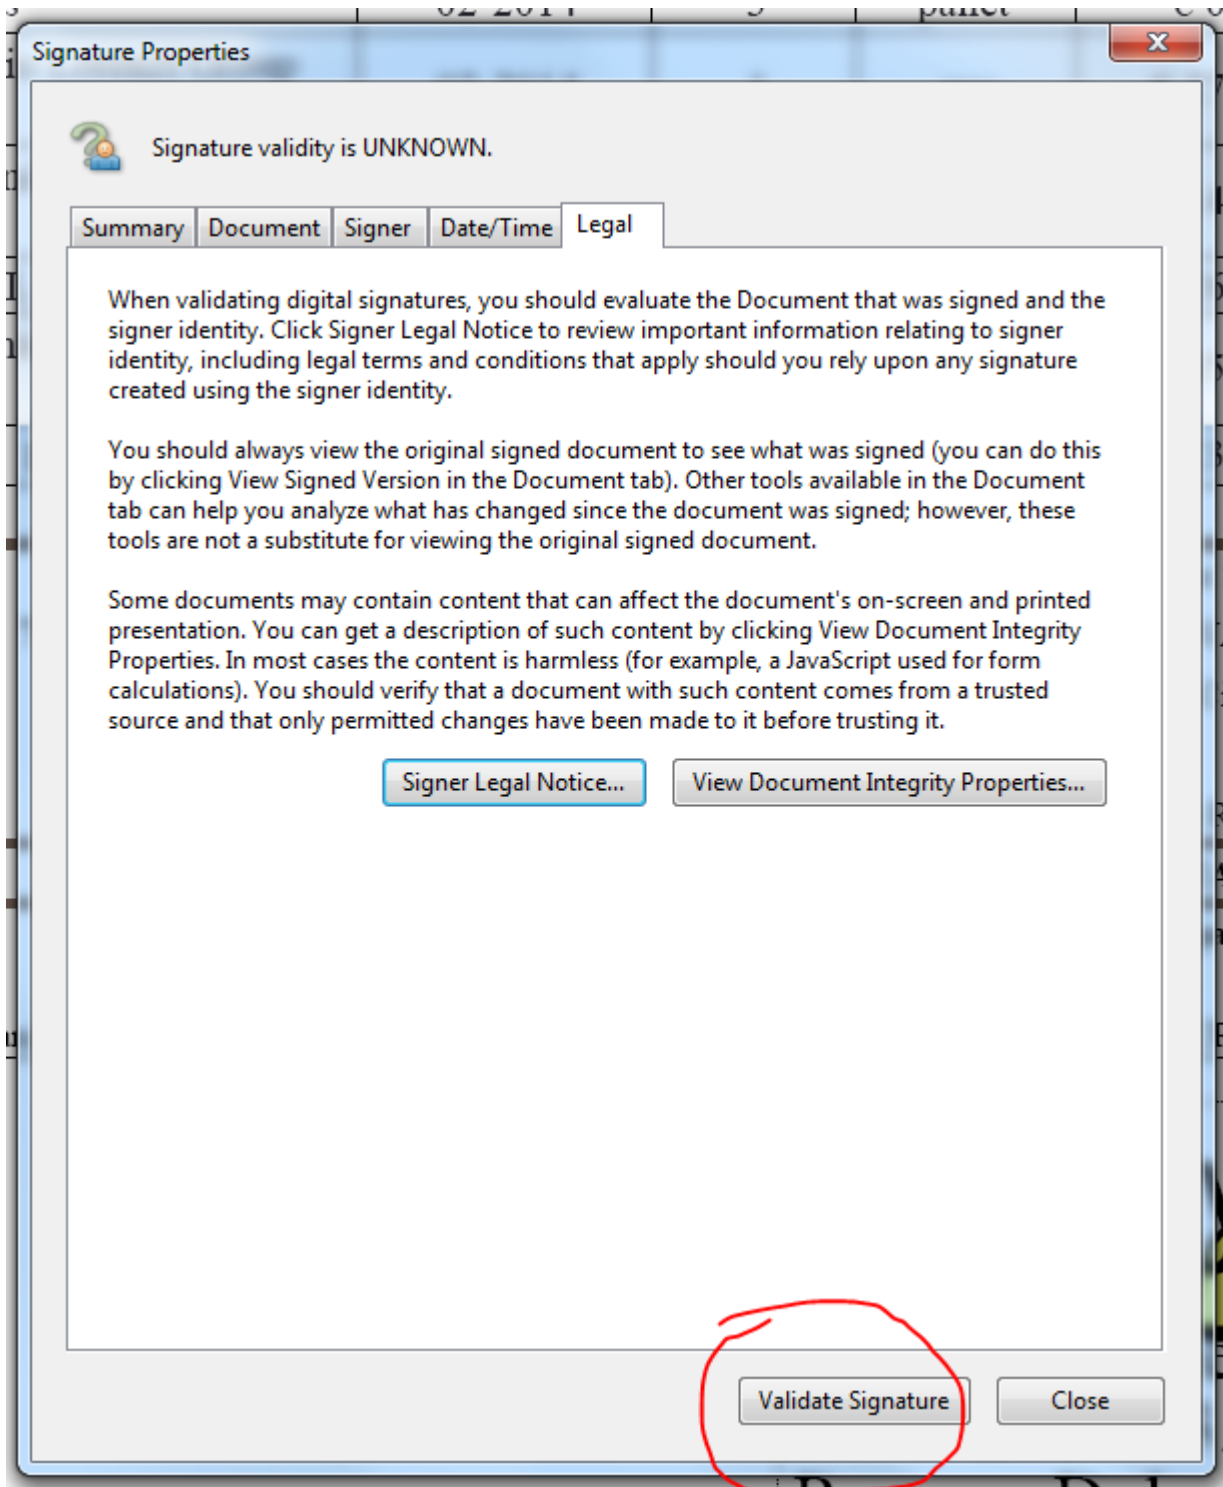 02-2014 pallet
Signature Properties
Signature validity is UNKNOWN.
Summary Document Signer Date/Time Legal
When validating digital signatures, you should evaluate the Document that was signed and the
signer identity. Click Signer Legal Notice to review important information relating to signer
identity, including legal terms and conditions that apply should you rely upon any signature
created using the signer identity.
You should always view the original signed document to see what was signed (you can do this
by clicking View Signed Version in the Document tab). Other tools available in the Document
tab can help you analyze what has changed since the document was signed; however, these
tools are not a substitute for viewing the original signed document.
Some documents may contain content that can affect the document's on-screen and printed
presentation. You can get a description of such content by clicking View Document Integrity
Properties. In most cases the content is harmless (for example, a JavaScript used for form
calculations). You should verify that a document with such content comes from a trusted
source and that only permitted changes have been made to it before trusting it.
Signer Legal Notice... View Document Integrity Properties...
Validate Signature Close